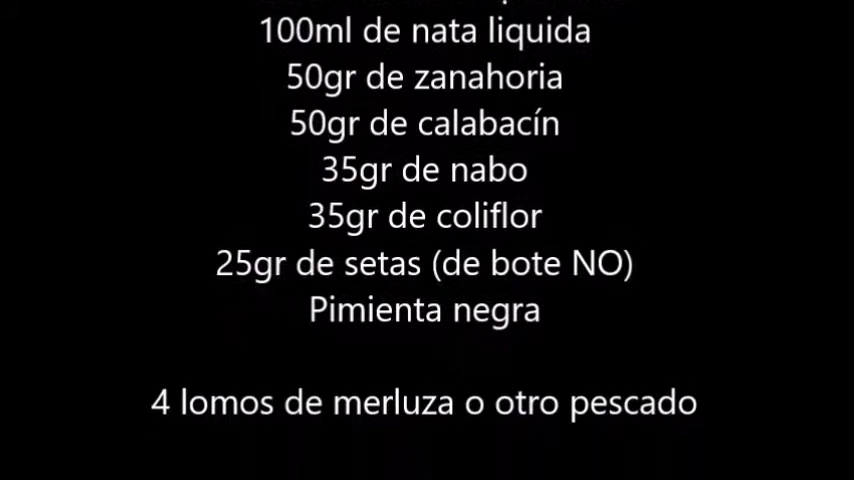 100ml de nata liquida
50gr de zanahoria
50gr de calabacín
35gr de nabo
35gr de coliflor
25gr de setas (de bote NO)
Pimienta negra
4 lomos de merluza o otro pescado